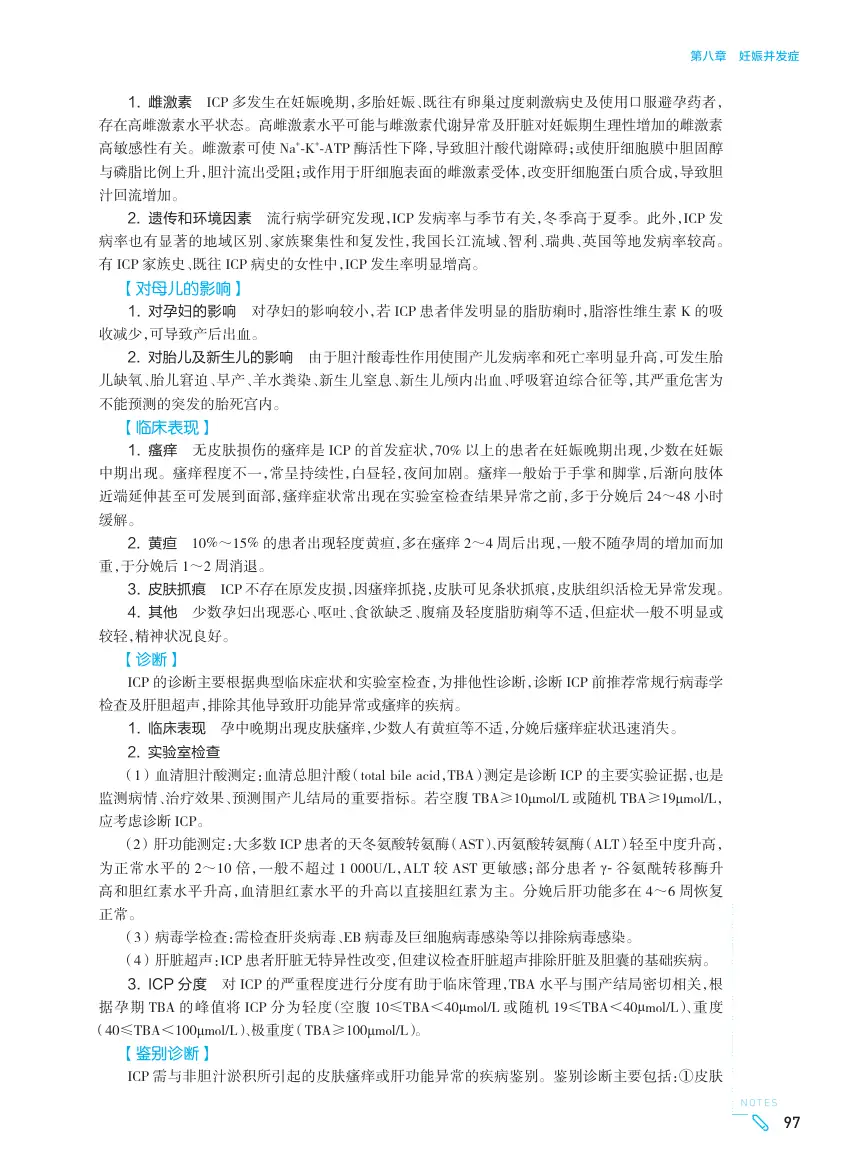 第八章 妊娠并发症
1. 雌激素 ICP 多发生在妊娠晚期,多胎妊娠、既往有卵巢过度刺激病史及使用口服避孕药者,
存在高雌激素水平状态。高雌激素水平可能与雌激素代谢异常及肝脏对妊娠期生理性增加的雌激素
高敏感性有关。雌激素可使 Na⁺-K⁺-ATP 酶活性下降,导致胆汁酸代谢障碍;或使肝细胞膜中胆固醇
与磷脂比例上升,胆汁流出受阻;或作用于肝细胞表面的雌激素受体,改变肝细胞蛋白质合成,导致胆
汁回流增加。
2. 遗传和环境因素 流行病学研究发现,ICP 发病率与季节有关,冬季高于夏季。此外,ICP 发
病率也有显著的地域区别、家族聚集性和复发性,我国长江流域、智利、瑞典、英国等地发病率较高。
有 ICP 家族史、既往 ICP 病史的女性中,ICP 发生率明显增高。
【对母儿的影响】
1. 对孕妇的影响 对孕妇的影响较小,若 ICP 患者伴发明显的脂肪痢时,脂溶性维生素 K 的吸
收减少,可导致产后出血。
2. 对胎儿及新生儿的影响 由于胆汁酸毒性作用使围产儿发病率和死亡率明显升高,可发生胎
儿缺氧、胎儿窘迫、早产、羊水粪染、新生儿窒息、新生儿颅内出血、呼吸窘迫综合征等,其严重危害为
不能预测的突发的胎死宫内。
【临床表现】
1. 瘙痒 无皮肤损伤的瘙痒是 ICP 的首发症状,70% 以上的患者在妊娠晚期出现,少数在妊娠
中期出现。瘙痒程度不一,常呈持续性,白昼轻,夜间加剧。瘙痒一般始于手掌和脚掌,后渐向肢体
近端延伸甚至可发展到面部,瘙痒症状常出现在实验室检查结果异常之前,多于分娩后 24～48 小时
缓解。
2. 黄疸 10%～15% 的患者出现轻度黄疸,多在瘙痒 2～4 周后出现,一般不随孕周的增加而加
重,于分娩后 1～2 周消退。
3. 皮肤抓痕 ICP 不存在原发皮损,因瘙痒抓挠,皮肤可见条状抓痕,皮肤组织活检无异常发现。
4. 其他 少数孕妇出现恶心、呕吐、食欲缺乏、腹痛及轻度脂肪痢等不适,但症状一般不明显或
较轻,精神状况良好。
【诊断】
ICP 的诊断主要根据典型临床症状和实验室检查,为排他性诊断,诊断 ICP 前推荐常规行病毒学
检查及肝胆超声,排除其他导致肝功能异常或瘙痒的疾病。
1. 临床表现 孕中晚期出现皮肤瘙痒,少数人有黄疸等不适,分娩后瘙痒症状迅速消失。
2. 实验室检查
（1）血清胆汁酸测定:血清总胆汁酸（total bile acid,TBA）测定是诊断 ICP 的主要实验证据,也是
监测病情、治疗效果、预测围产儿结局的重要指标。若空腹 TBA≥10μmol/L 或随机 TBA≥19μmol/L,
应考虑诊断 ICP。
（2）肝功能测定:大多数 ICP 患者的天冬氨酸转氨酶（AST）、丙氨酸转氨酶（ALT）轻至中度升高,
为正常水平的 2～10 倍,一般不超过 1 000U/L,ALT 较 AST 更敏感;部分患者 γ- 谷氨酰转移酶升
高和胆红素水平升高,血清胆红素水平的升高以直接胆红素为主。分娩后肝功能多在 4～6 周恢复
正常。
（3）病毒学检查:需检查肝炎病毒、EB 病毒及巨细胞病毒感染等以排除病毒感染。
（4）肝脏超声:ICP 患者肝脏无特异性改变,但建议检查肝脏超声排除肝脏及胆囊的基础疾病。
3. ICP 分度 对 ICP 的严重程度进行分度有助于临床管理,TBA 水平与围产结局密切相关,根
据孕期 TBA 的峰值将 ICP 分为轻度（空腹 10≤TBA＜40μmol/L 或随机 19≤TBA＜40μmol/L）、重度
（40≤TBA＜100μmol/L）、极重度（TBA≥100μmol/L）。
【鉴别诊断】
ICP 需与非胆汁淤积所引起的皮肤瘙痒或肝功能异常的疾病鉴别。鉴别诊断主要包括:①皮肤
NOTES
97